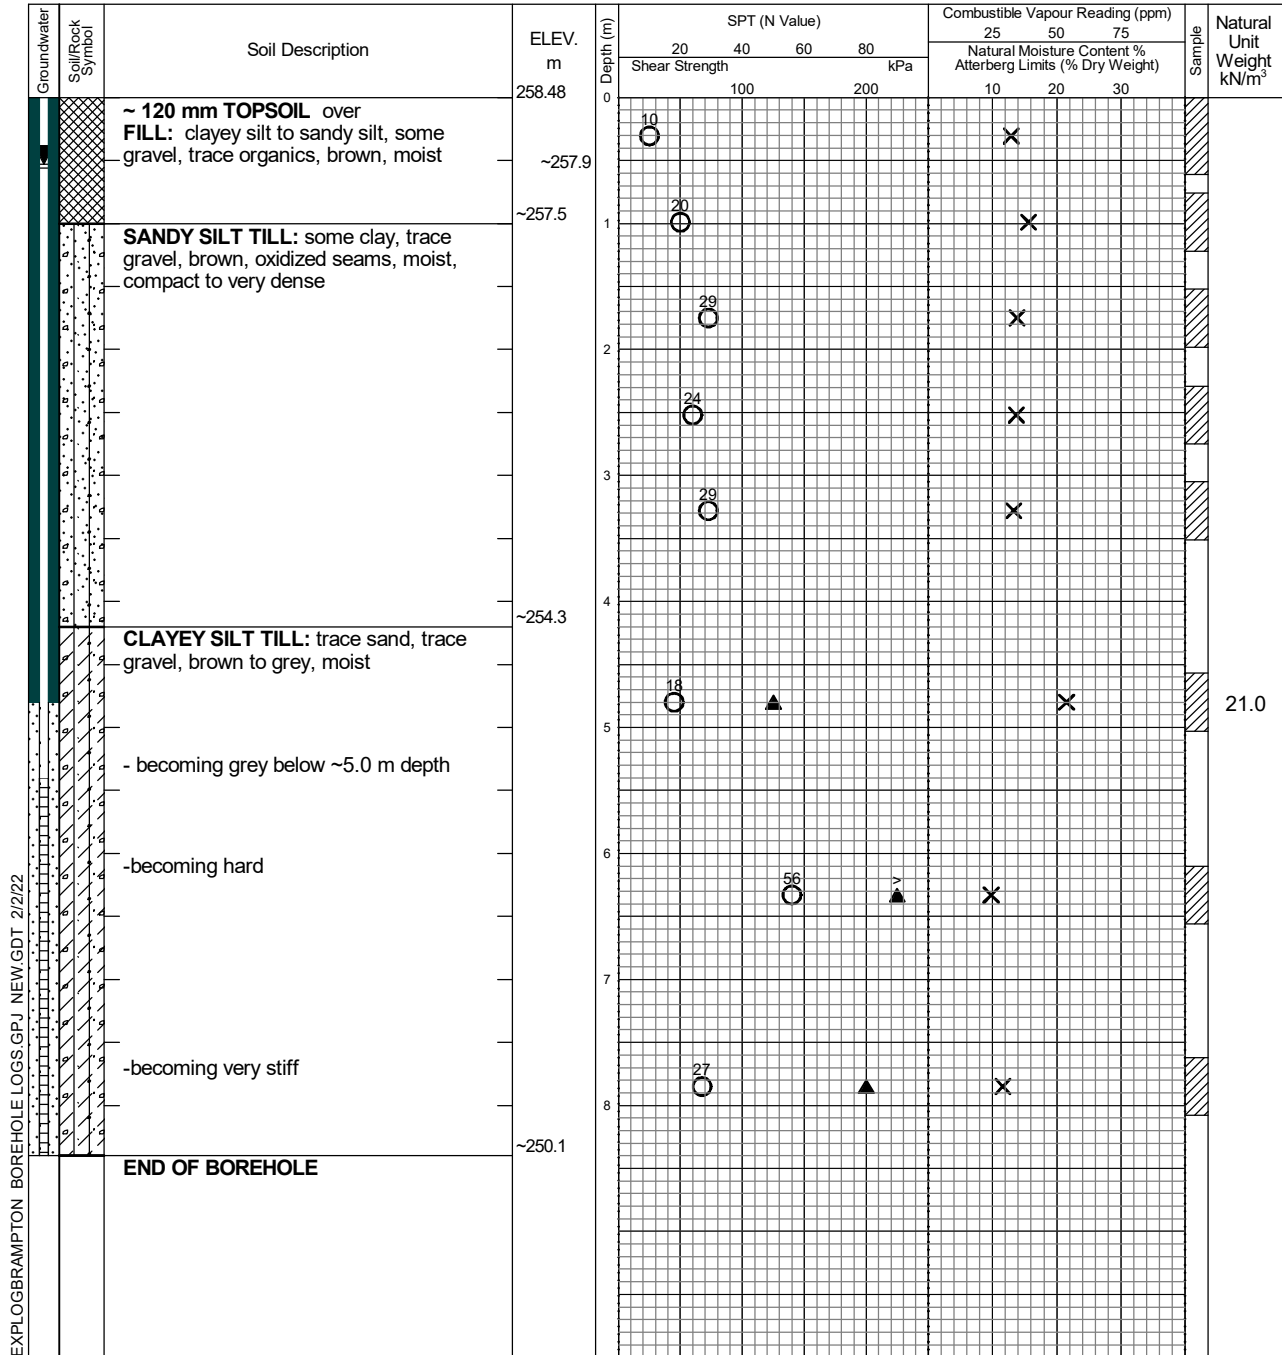 Groundwater
Soil/Rock
Symbol
Soil Description
ELEV.
m
258.48
Depth (m)
SPT (N Value)
20 40 60 80
Shear Strength kPa
100 200
Combustible Vapour Reading (ppm)
25 50 75
Natural Moisture Content %
Atterberg Limits (% Dry Weight)
10 20 30
Sample
Natural
Unit
Weight
kN/m³
0
~ 120 mm TOPSOIL over
FILL: clayey silt to sandy silt, some
gravel, trace organics, brown, moist
~257.9
~257.5
10
20
1
SANDY SILT TILL: some clay, trace
gravel, brown, oxidized seams, moist,
compact to very dense
29
2
24
3
29
4
~254.3
CLAYEY SILT TILL: trace sand, trace
gravel, brown to grey, moist
18
21.0
5
- becoming grey below ~5.0 m depth
6
-becoming hard
56
>
7
-becoming very stiff
27
8
~250.1
END OF BOREHOLE
EXPLOGBRAMPTON BOREHOLE LOGS.GPJ NEW.GDT 2/2/22